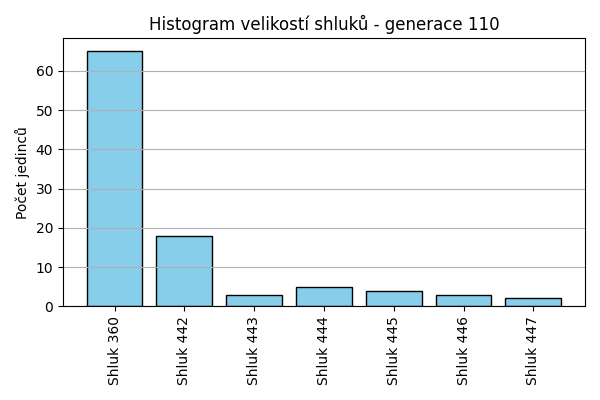 Histogram velikostí shluků - generace 110
Počet jedinců
60
50
40
30
20
10
0
Shluk 360
Shluk 442
Shluk 443
Shluk 444
Shluk 445
Shluk 446
Shluk 447